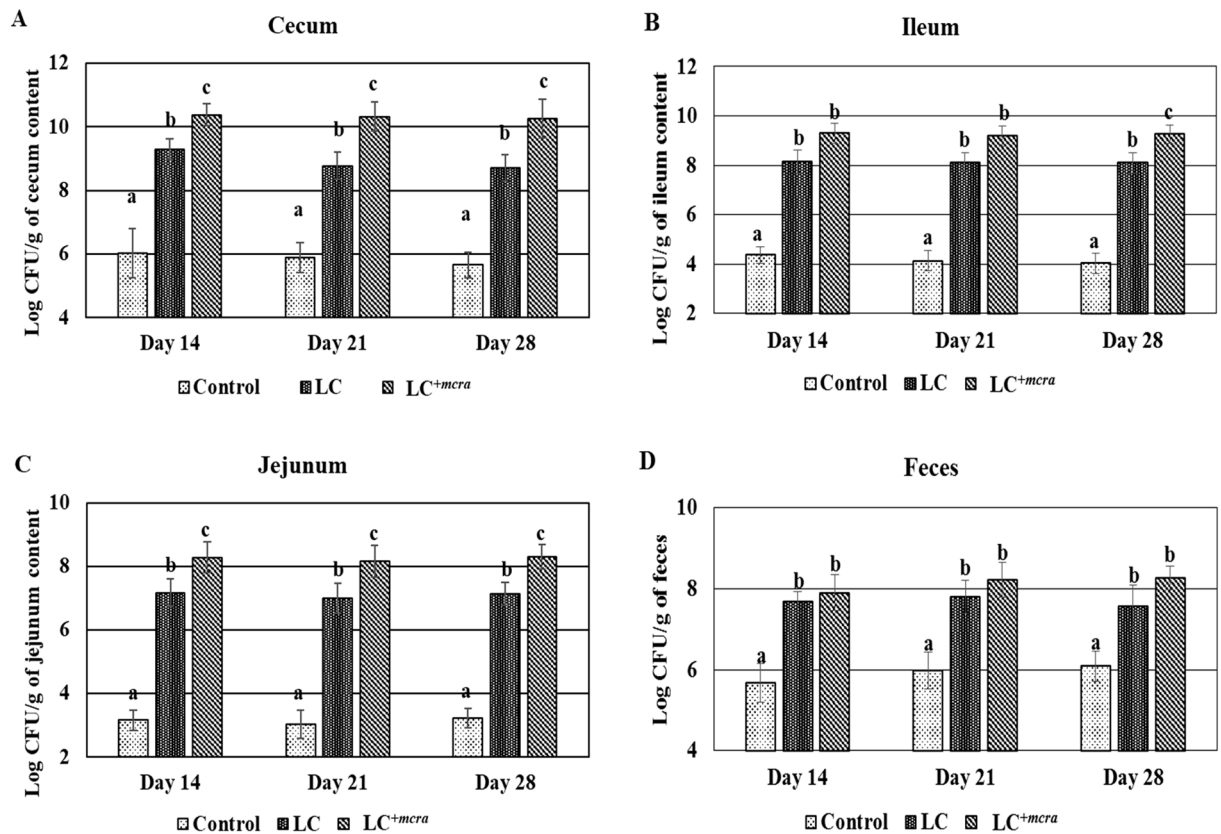 A
Cecum
Log CFU/g of cecum content
12
10
8
6
4
a
b
c
a
b
c
a
b
c
Day 14
Day 21
Day 28
Control
LC
LC+mcra
B
Ileum
Log CFU/g of ileum content
12
10
8
6
4
2
a
b
b
a
b
b
a
b
c
Day 14
Day 21
Day 28
Control
LC
LC+mcra
C
Jejunum
Log CFU/g of jejunum content
10
8
6
4
2
a
b
c
a
b
c
a
b
c
Day 14
Day 21
Day 28
Control
LC
LC+mcra
D
Feces
Log CFU/g of feces
10
8
6
4
a
b
b
a
b
b
a
b
b
Day 14
Day 21
Day 28
Control
LC
LC+mcra